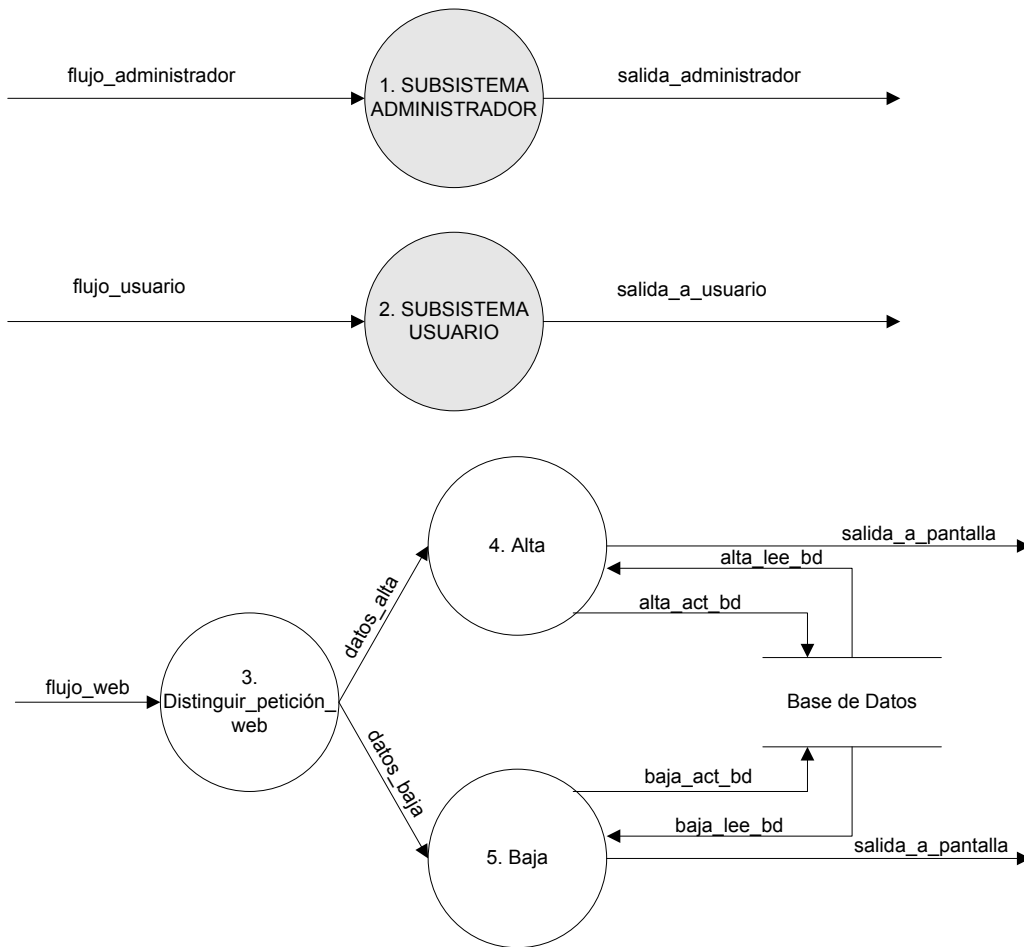 flujo_administrador
1. SUBSISTEMA
ADMINISTRADOR
salida_administrador
flujo_usuario
2. SUBSISTEMA
USUARIO
salida_a_usuario
4. Alta
salida_a_pantalla
alta_lee_bd
alta_act_bd
datos_alta
flujo_web
3.
Distinguir_petición_
web
Base de Datos
datos_baja
baja_act_bd
baja_lee_bd
5. Baja
salida_a_pantalla